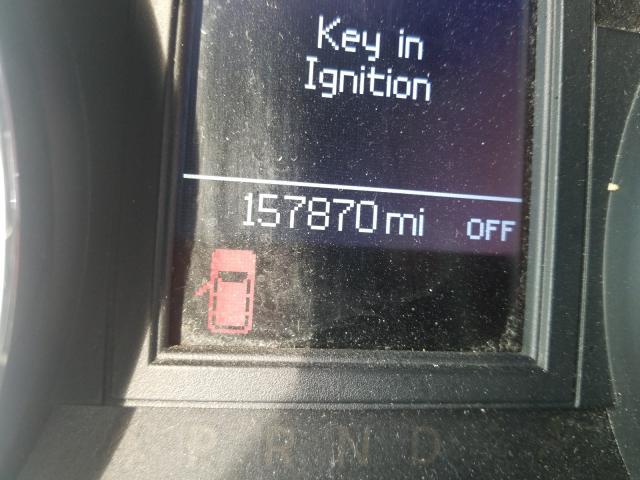 Key in
Ignition
157870 mi OFF
P R N D